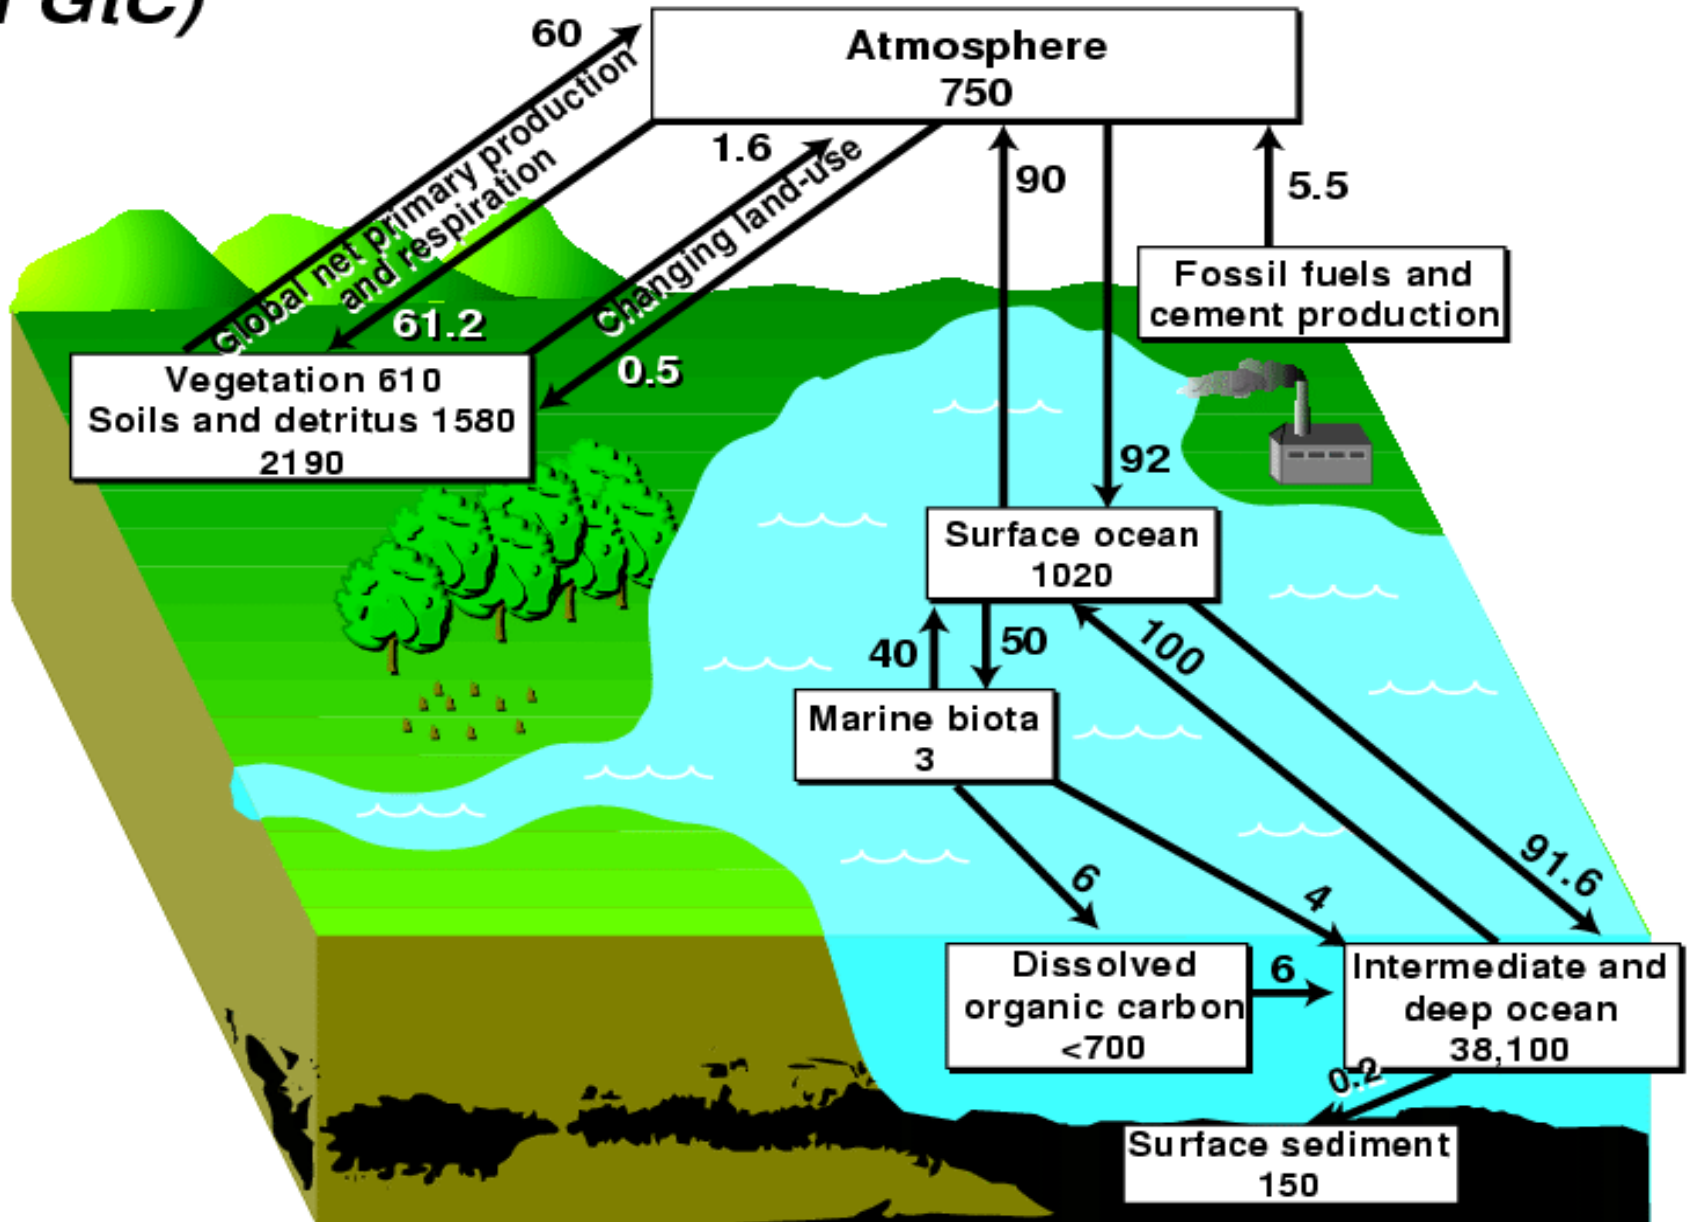 GtC)
60
Atmosphere
750
Global net primary production
and respiration
1.6
Changing land-use
90
5.5
Fossil fuels and
cement production
61.2
0.5
Vegetation 610
Soils and detritus 1580
2190
92
Surface ocean
1020
40
50
100
Marine biota
3
91.6
6
4
Dissolved
organic carbon
<700
6
Intermediate and
deep ocean
38,100
0.2
Surface sediment
150